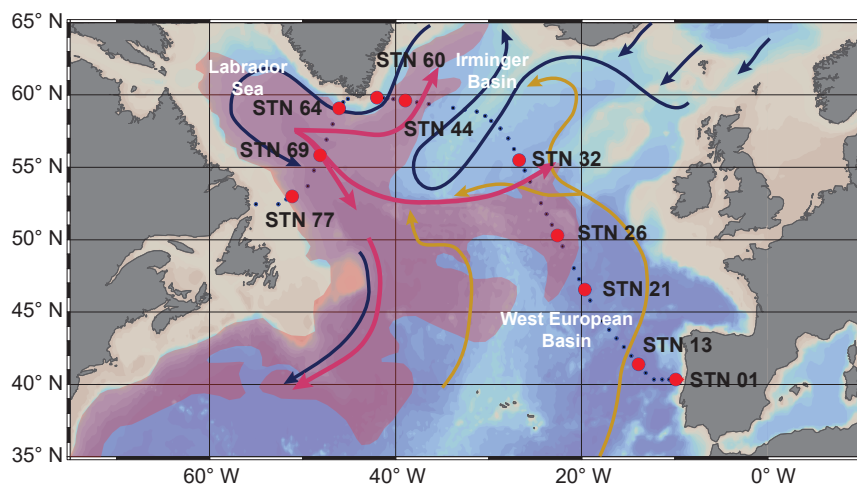 65° N
60° N
55° N
50° N
45° N
40° N
35° N
STN 60
Labrador
Sea
Irminger
Basin
STN 64
STN 44
STN 69
STN 32
STN 77
STN 26
STN 21
West European
Basin
STN 13
STN 01
60° W
40° W
20° W
0° W